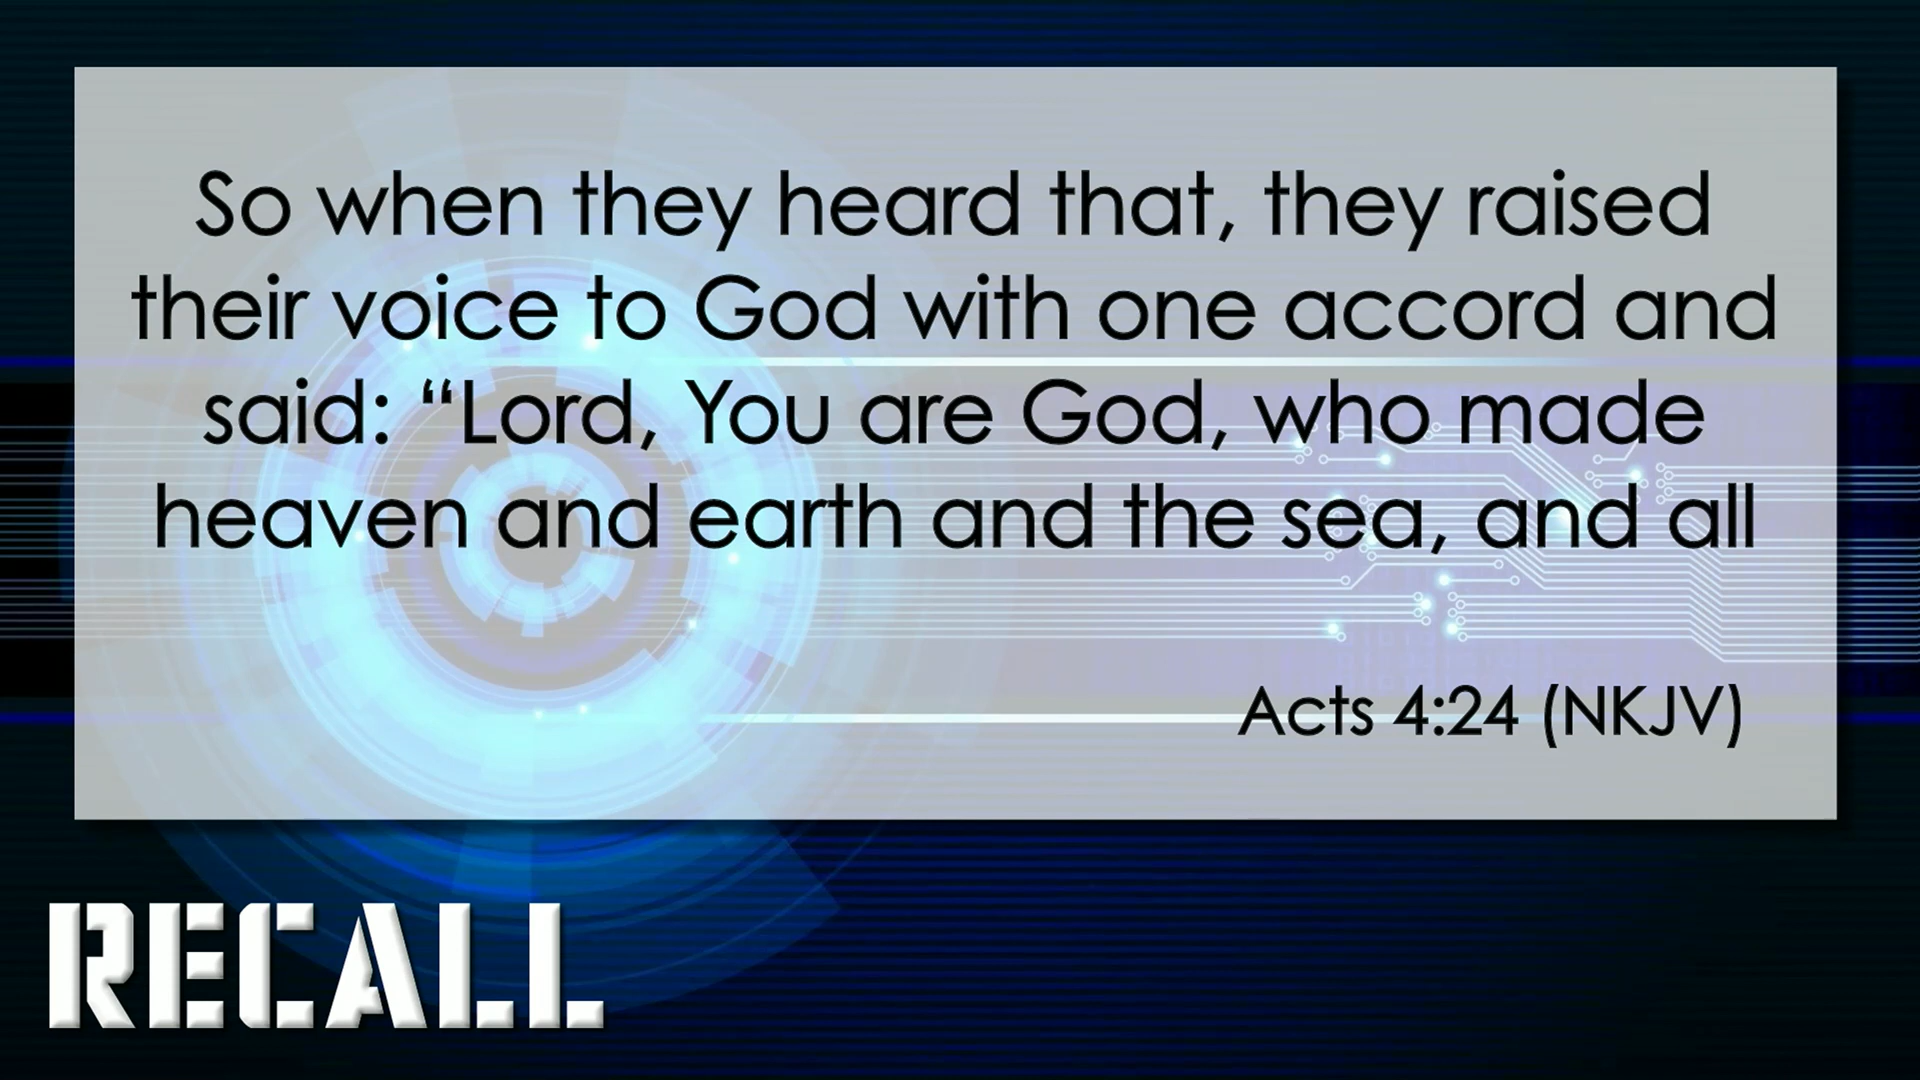 So when they heard that, they raised
their voice to God with one accord and
said: “Lord, You are God, who made
heaven and earth and the sea, and all
Acts 4:24 (NKJV)
RECALL